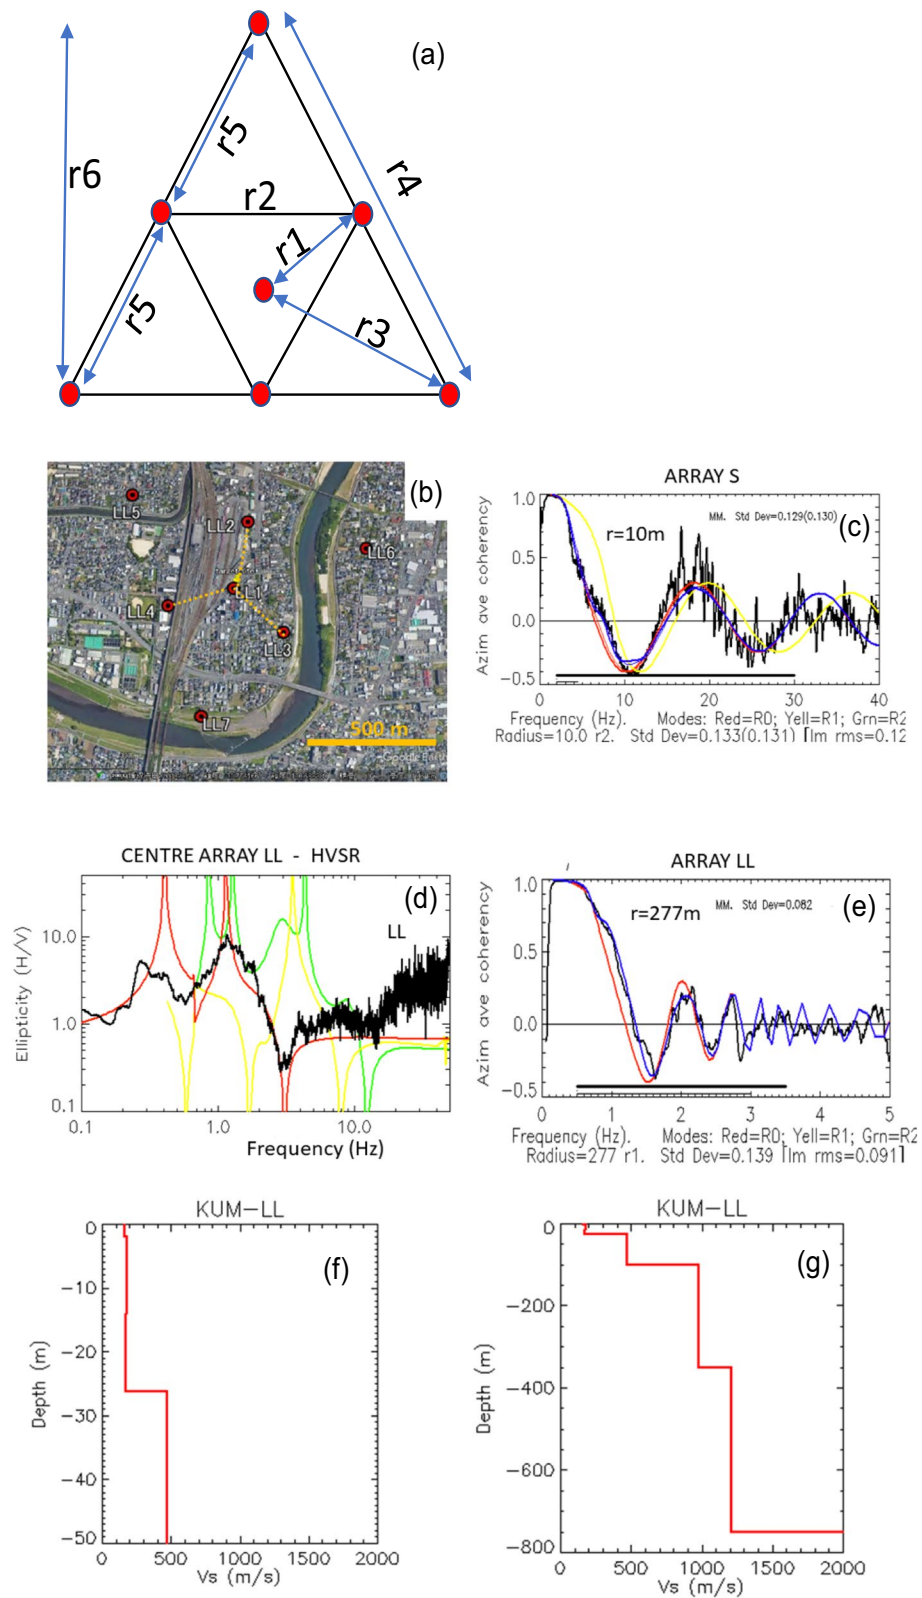 (a)
r5
r6
r4
r2
r1
r5
r3
(b)
LL5
LL2
LL6
LL1
LL4
LL3
LL7
500 m
Google Earth
ARRAY S
(c)
r=10m
MM. Std Dev=0.129(0.130)
1.0
0.5
0.0
−0.5
Azim ave coherency
0 10 20 30 40
Frequency (Hz). Modes: Red=R0; Yell=R1; Grn=R2
Radius=10.0 r2. Std Dev=0.133(0.131) [Im rms=0.12
CENTRE ARRAY LL - HVSR
(d)
LL
10.0
1.0
0.1
Ellipticity (H/V)
0.1 1.0 10.0
Frequency (Hz)
ARRAY LL
(e)
r=277m
MM. Std Dev=0.082
1.0
0.5
0.0
−0.5
Azim ave coherency
0 1 2 3 4 5
Frequency (Hz). Modes: Red=R0; Yell=R1; Grn=R2
Radius=277 r1. Std Dev=0.139 [Im rms=0.091]
KUM−LL
(f)
0
−10
−20
−30
−40
−50
Depth (m)
0 500 1000 1500 2000
Vs (m/s)
KUM−LL
(g)
0
−200
−400
−600
−800
Depth (m)
0 500 1000 1500 2000
Vs (m/s)